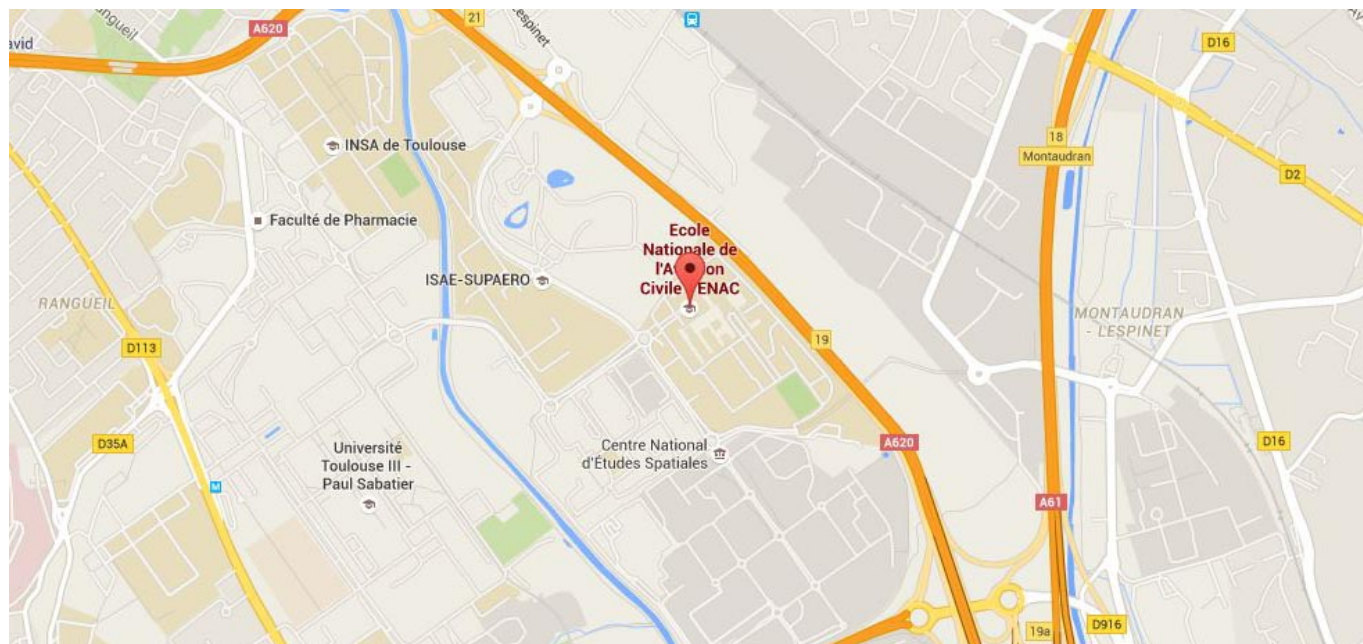 Rangueil
A620
21
Lespinet
D16
avid
INSA de Toulouse
18
Montaudran
D2
Faculté de Pharmacie
Ecole
Nationale de
Civile
ENAC
ISAE-SUPAERO
RANGUEIL
MONTAUDRAN
- LESPINET
D113
19
D35A
Université
Toulouse III -
Paul Sabatier
Centre National
d'Études Spatiales
A620
D16
M
A61
19a
D916